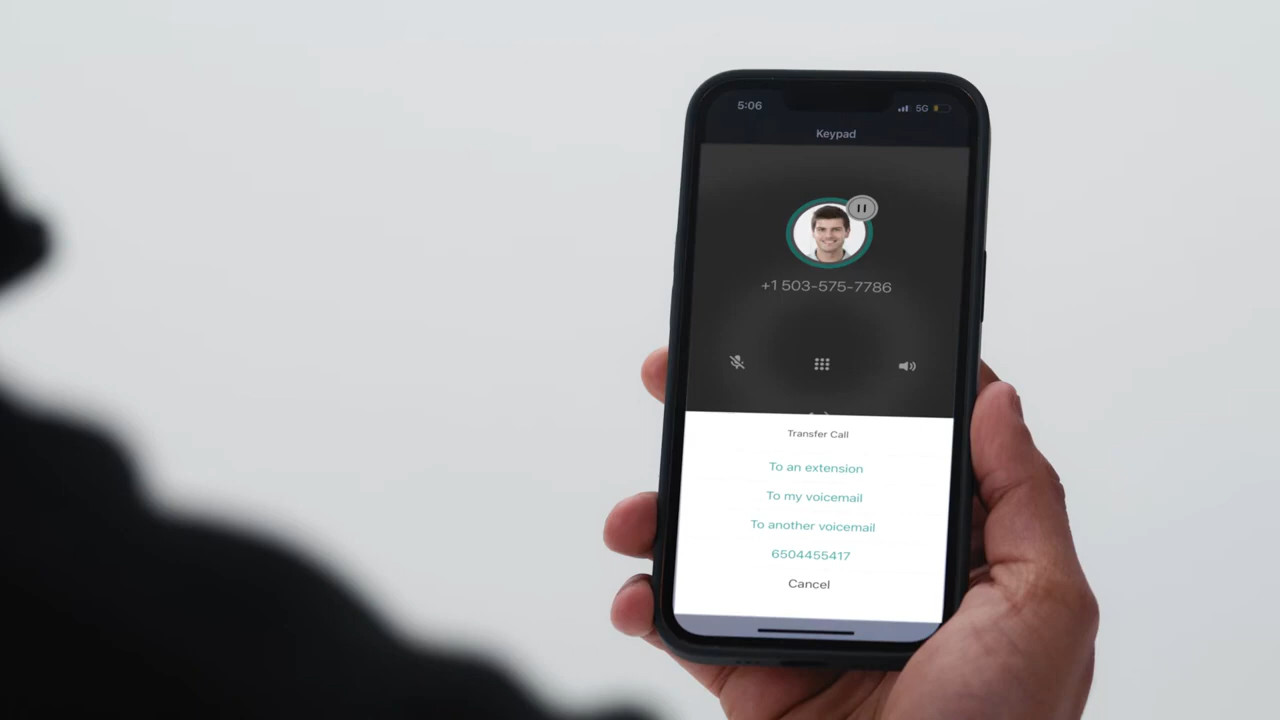 5:06
5G
Keypad
+1 503-575-7786
Transfer Call
To an extension
To my voicemail
To another voicemail
6504455417
Cancel